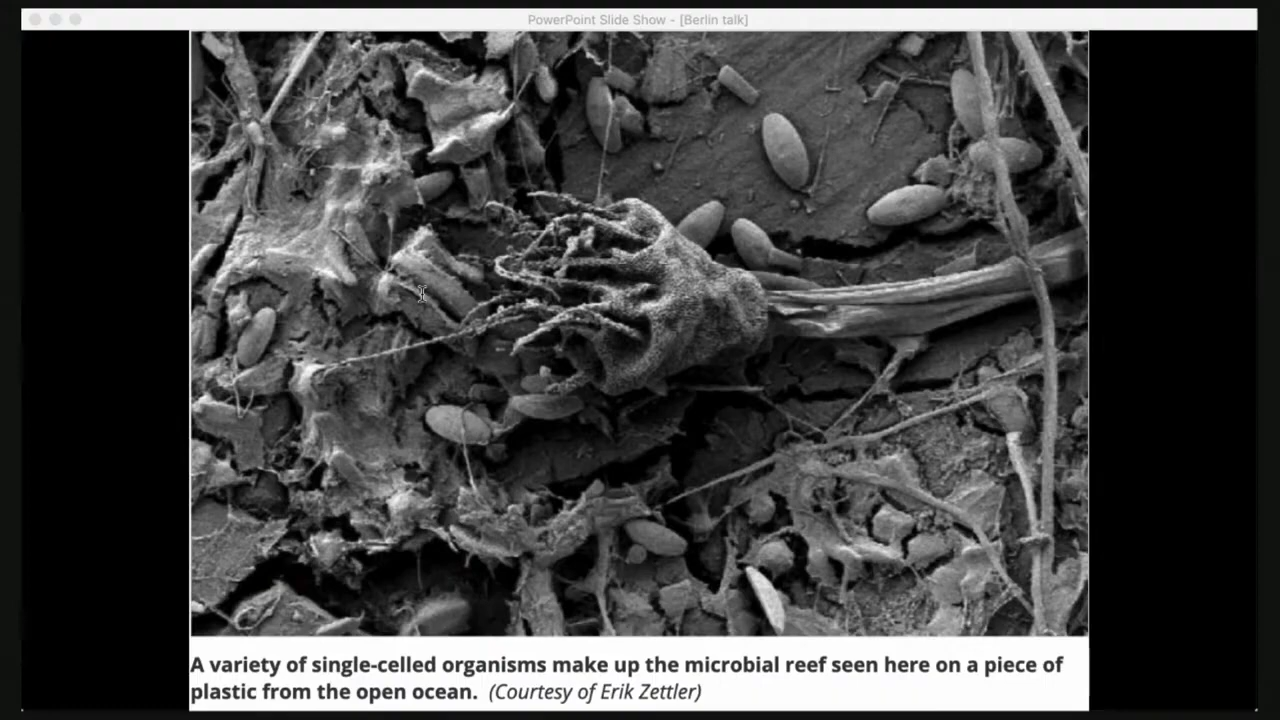 PowerPoint Slide Show - [Berlin talk]
A variety of single-celled organisms make up the microbial reef seen here on a piece of
plastic from the open ocean. (Courtesy of Erik Zettler)